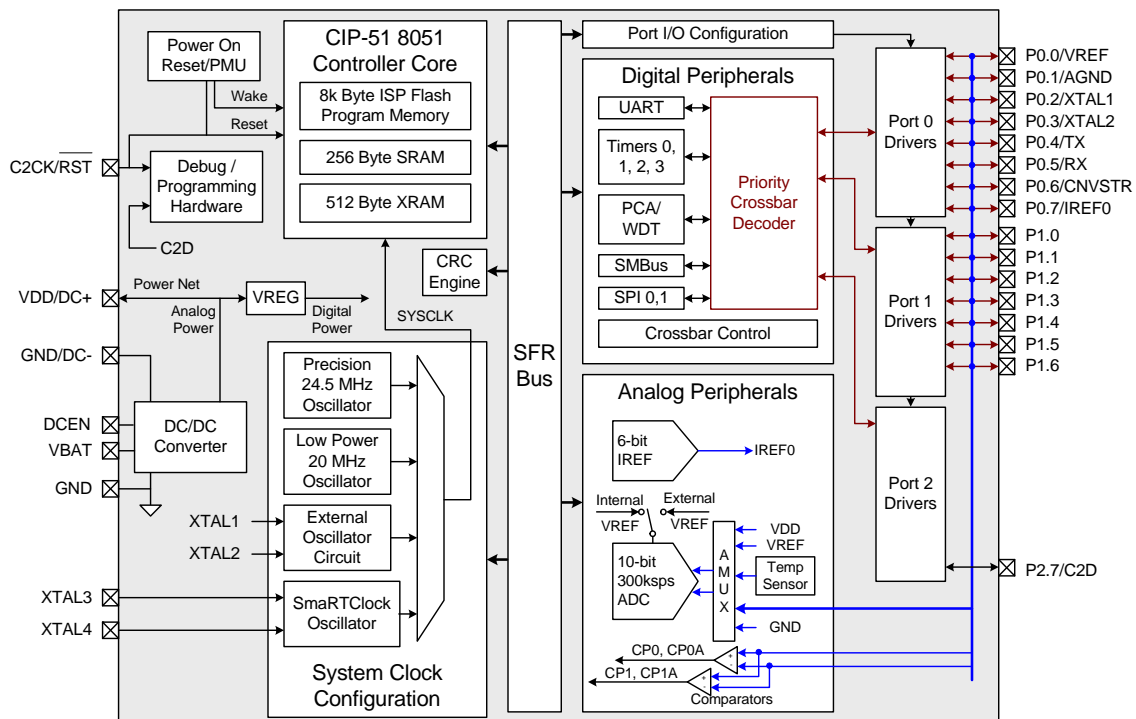 Power On
Reset/PMU
Wake
Reset
C2CK/RST
Debug /
Programming
Hardware
C2D
VDD/DC+
Power Net
Analog
Power
VREG
Digital
Power
GND/DC-
DCEN
VBAT
GND
DC/DC
Converter
XTAL1
XTAL2
XTAL3
XTAL4
CIP-51 8051
Controller Core
8k Byte ISP Flash
Program Memory
256 Byte SRAM
512 Byte XRAM
CRC
Engine
SYSCLK
Precision
24.5 MHz
Oscillator
Low Power
20 MHz
Oscillator
External
Oscillator
Circuit
SmaRTClock
Oscillator
System Clock
Configuration
SFR
Bus
Port I/O Configuration
Digital Peripherals
UART
Timers 0,
1, 2, 3
PCA/
WDT
SMBus
SPI 0,1
Priority
Crossbar
Decoder
Crossbar Control
Analog Peripherals
6-bit
IREF
IREF0
Internal
VREF
External
VREF
10-bit
300ksps
ADC
A
M
U
X
VDD
VREF
Temp
Sensor
GND
CP0, CP0A
+
-
CP1, CP1A
+
-
Comparators
Port 0
Drivers
Port 1
Drivers
Port 2
Drivers
P0.0/VREF
P0.1/AGND
P0.2/XTAL1
P0.3/XTAL2
P0.4/TX
P0.5/RX
P0.6/CNVSTR
P0.7/IREF0
P1.0
P1.1
P1.2
P1.3
P1.4
P1.5
P1.6
P2.7/C2D